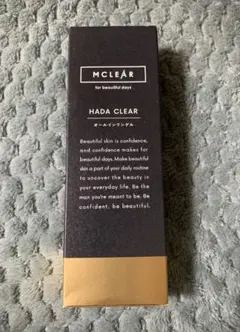 MCLEAR
for beautiful days
HADA CLEAR
オールインワンゲル
Beautiful skin is confidence,
and confidence makes for
beautiful days. Make beautiful
skin a part of your daily routine
to uncover the beauty in
your everyday life. Be the
man you're meant to be. Be
confident, be beautiful.